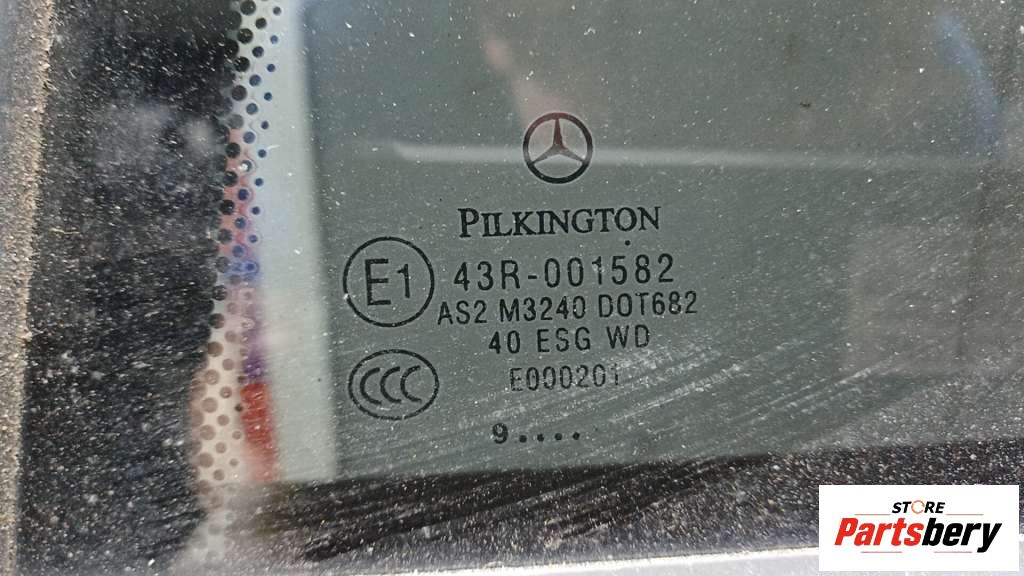 PILKINGTON
E1
43R-001582
AS2 M3240 DOT682
40 ESG WD
CCC
E000201
9....
STORE
Partsbery